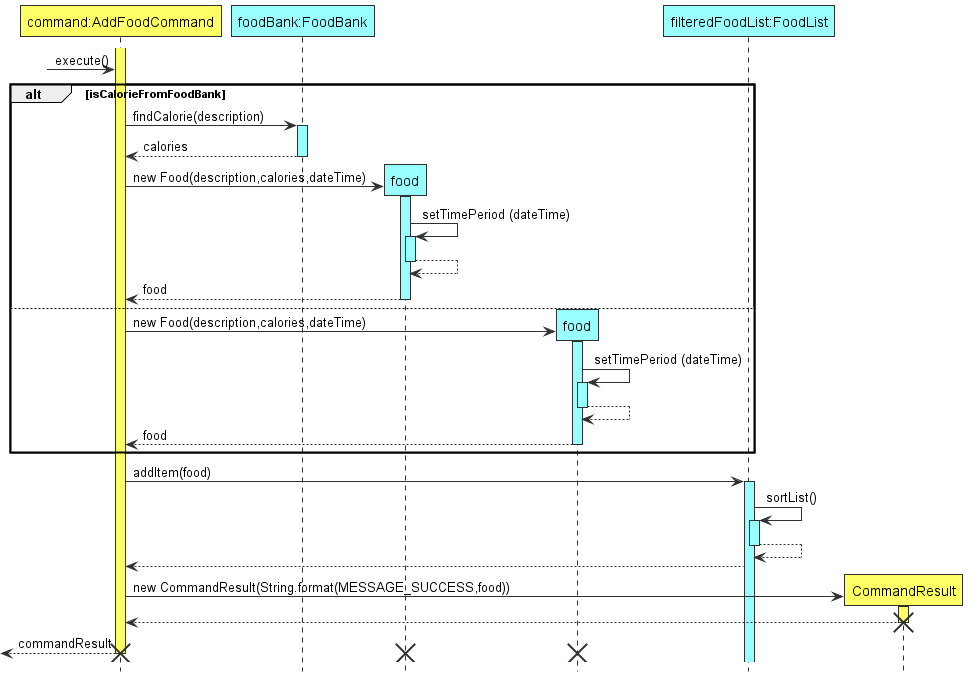 command:AddFoodCommand
foodBank:FoodBank
filteredFoodList:FoodList
execute()
alt
[isCalorieFromFoodBank]
findCalorie(description)
calories
new Food(description,calories,dateTime)
food
setTimePeriod (dateTime)
food
new Food(description,calories,dateTime)
food
setTimePeriod (dateTime)
food
addItem(food)
sortList()
new CommandResult(String.format(MESSAGE_SUCCESS,food))
CommandResult
commandResult